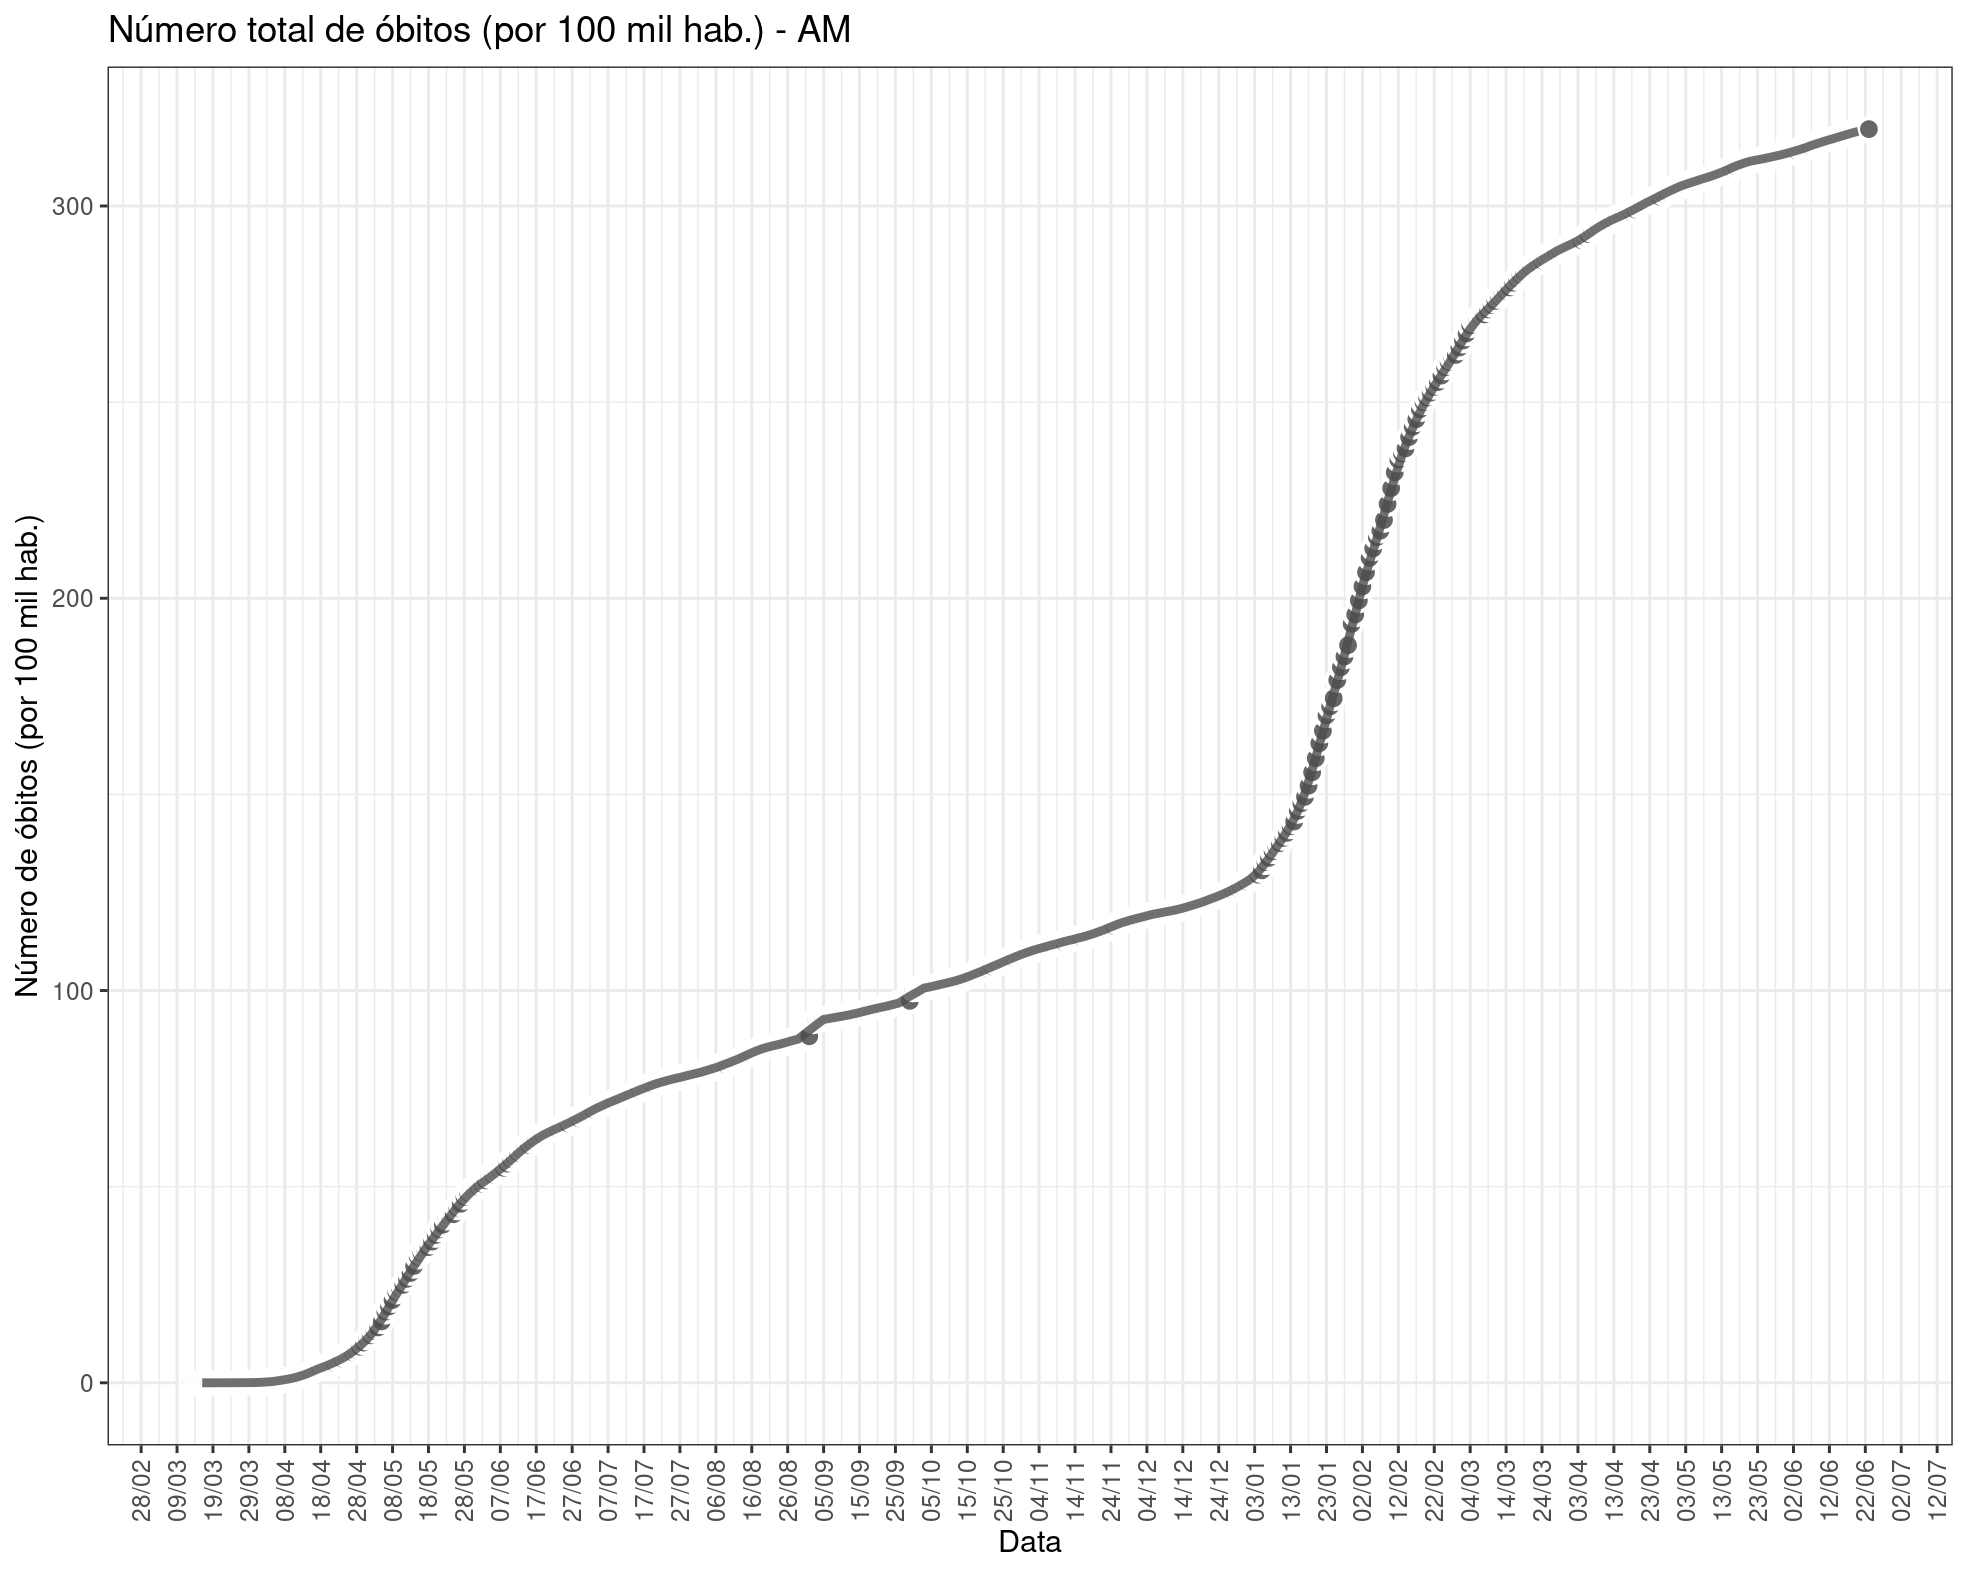 Número total de óbitos (por 100 mil hab.) - AM
Número de óbitos (por 100 mil hab.)
300
200
100
0
28/02 09/03 19/03 29/03 08/04 18/04 28/04 08/05 18/05 28/05 07/06 17/06 27/06 07/07 17/07 27/07 06/08 16/08 26/08 05/09 15/09 25/09 05/10 15/10 25/10 04/11 14/11 24/11 04/12 14/12 24/12 03/01 13/01 23/01 02/02 12/02 22/02 04/03 14/03 24/03 03/04 13/04 23/04 03/05 13/05 23/05 02/06 12/06 22/06 02/07 12/07
Data